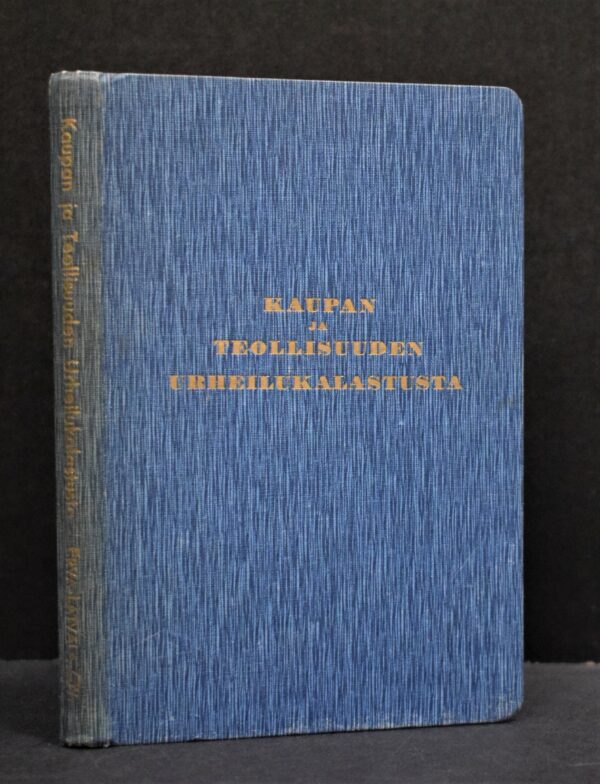 KAUPAN
JA
TEOLLISUUDEN
URHEILUKALASTUSTA
Kaupan ja Teollisuuden Urheilukalastusta